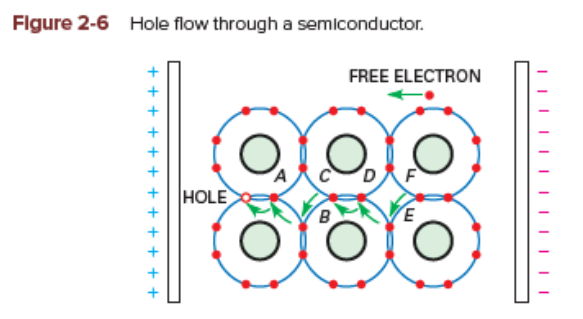 Figure 2-6 Hole flow through a semiconductor.
FREE ELECTRON
A C D F
HOLE
B E